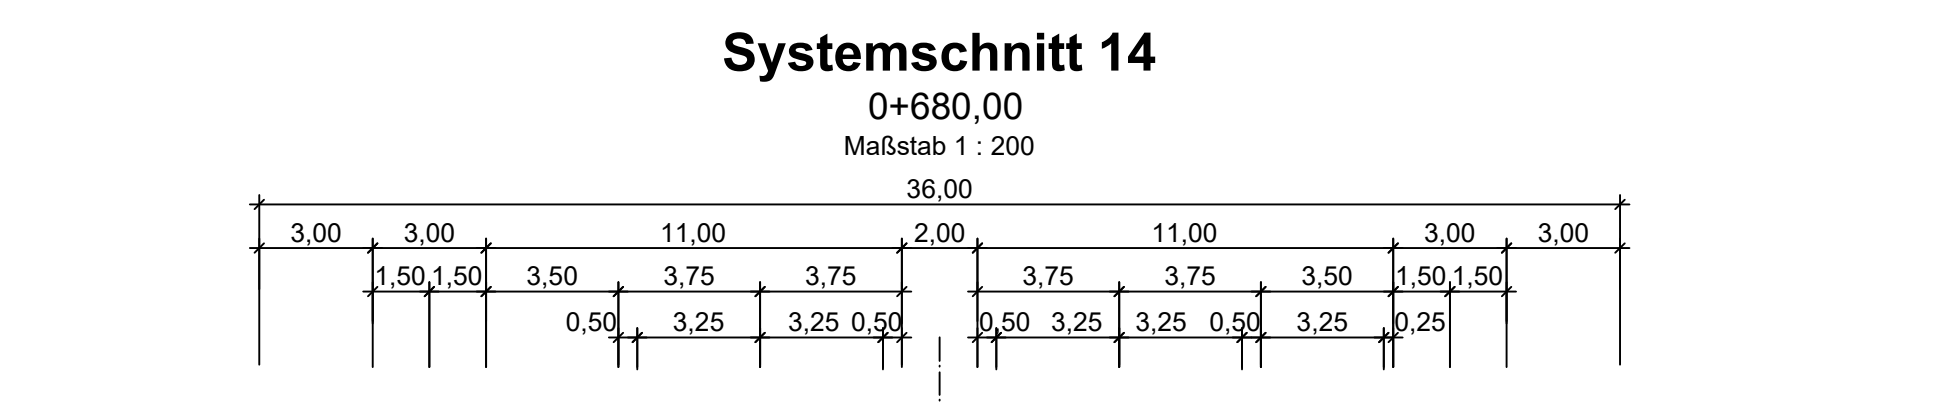 Systemschnitt 14
0+680,00
Maßstab 1 : 200
36,00
3,00 3,00 11,00 2,00 11,00 3,00 3,00
1,50 1,50 3,50 3,75 3,75 3,75 3,75 3,50 1,50 1,50
0,50 3,25 3,25 0,50 0,50 3,25 3,25 0,50 3,25 0,25